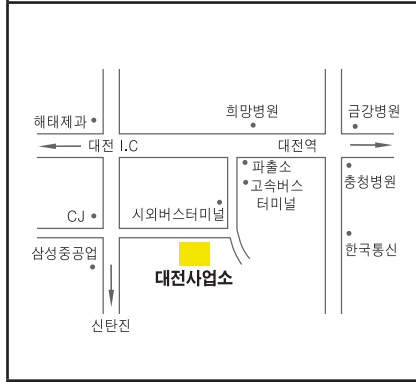 희망병원
금강병원
해태제과
대전 I.C
대전역
파출소
고속버스
터미널
충청병원
CJ
시외버스터미널
삼성중공업
한국통신
대전사업소
신탄진